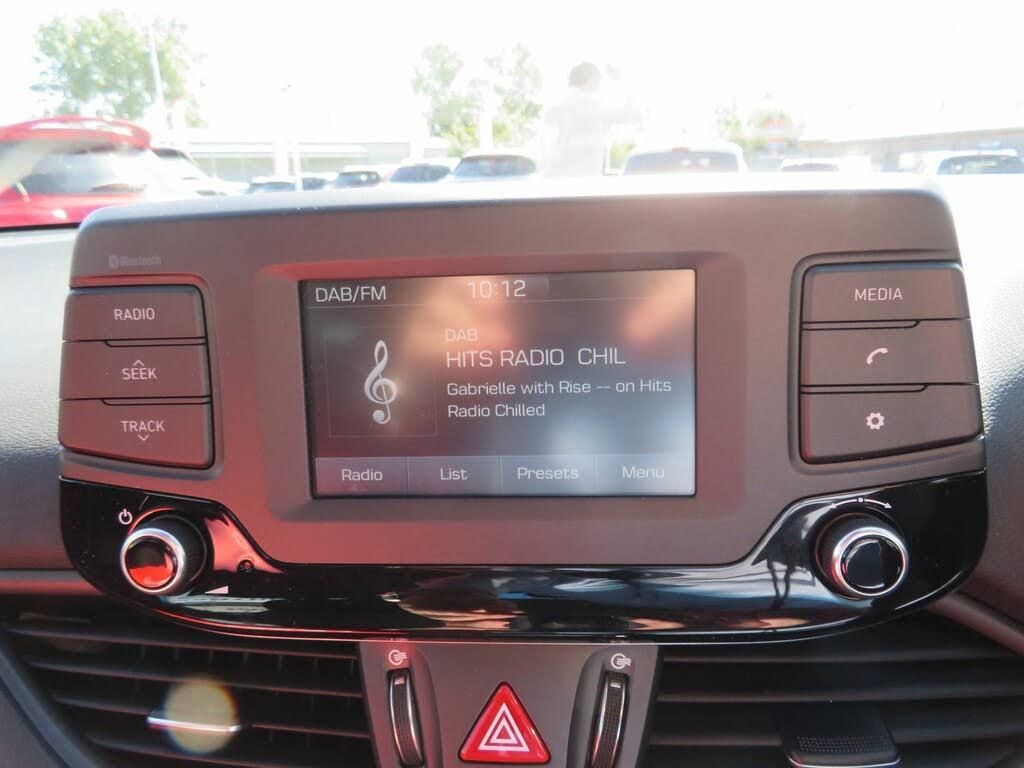 Bluetooth
RADIO
SEEK
TRACK
DAB/FM 10:12
DAB
HITS RADIO CHIL
Gabrielle with Rise -- on Hits
Radio Chilled
Radio List Presets Menu
MEDIA